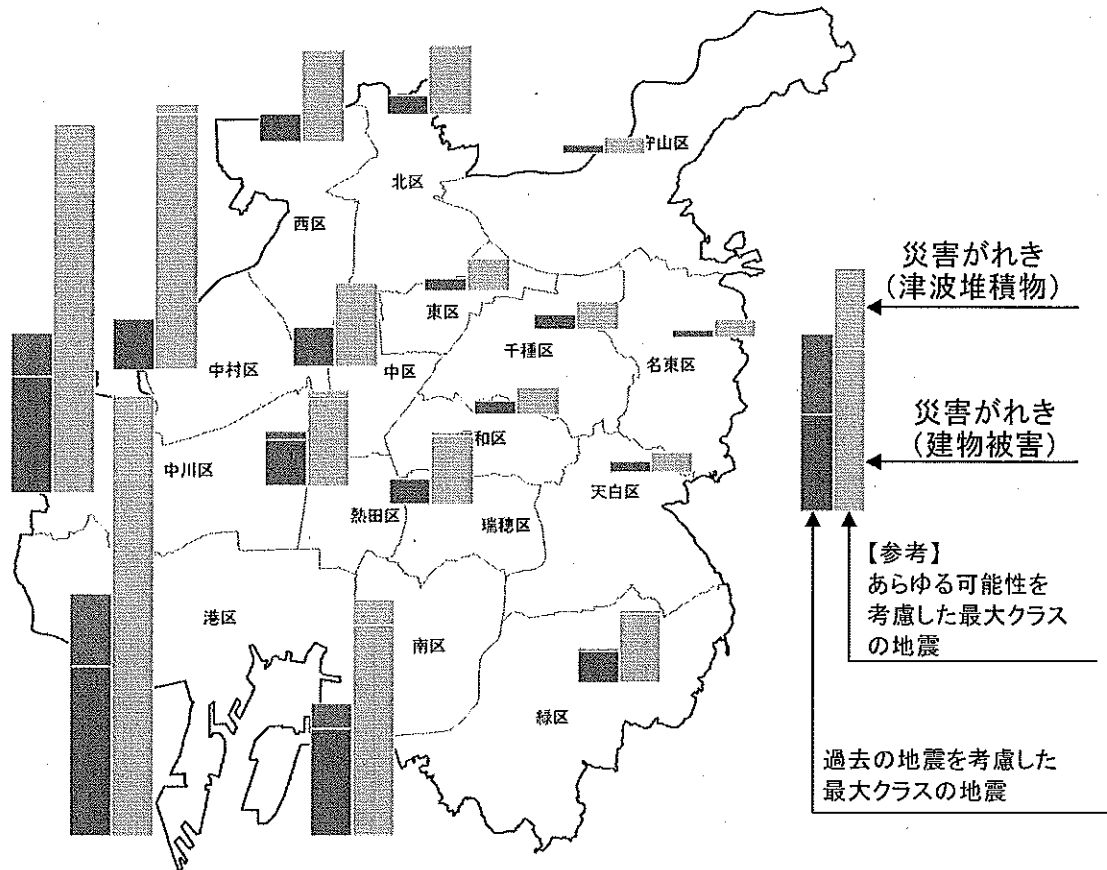 守山区
北区
西区
東区
千種区
名東区
中村区
中区
和区
中川区
天白区
熱田区
瑞穂区
港区
南区
緑区
災害がれき
(津波堆積物)
災害がれき
(建物被害)
【参考】
あらゆる可能性を
考慮した最大クラス
の地震
過去の地震を考慮した
最大クラスの地震